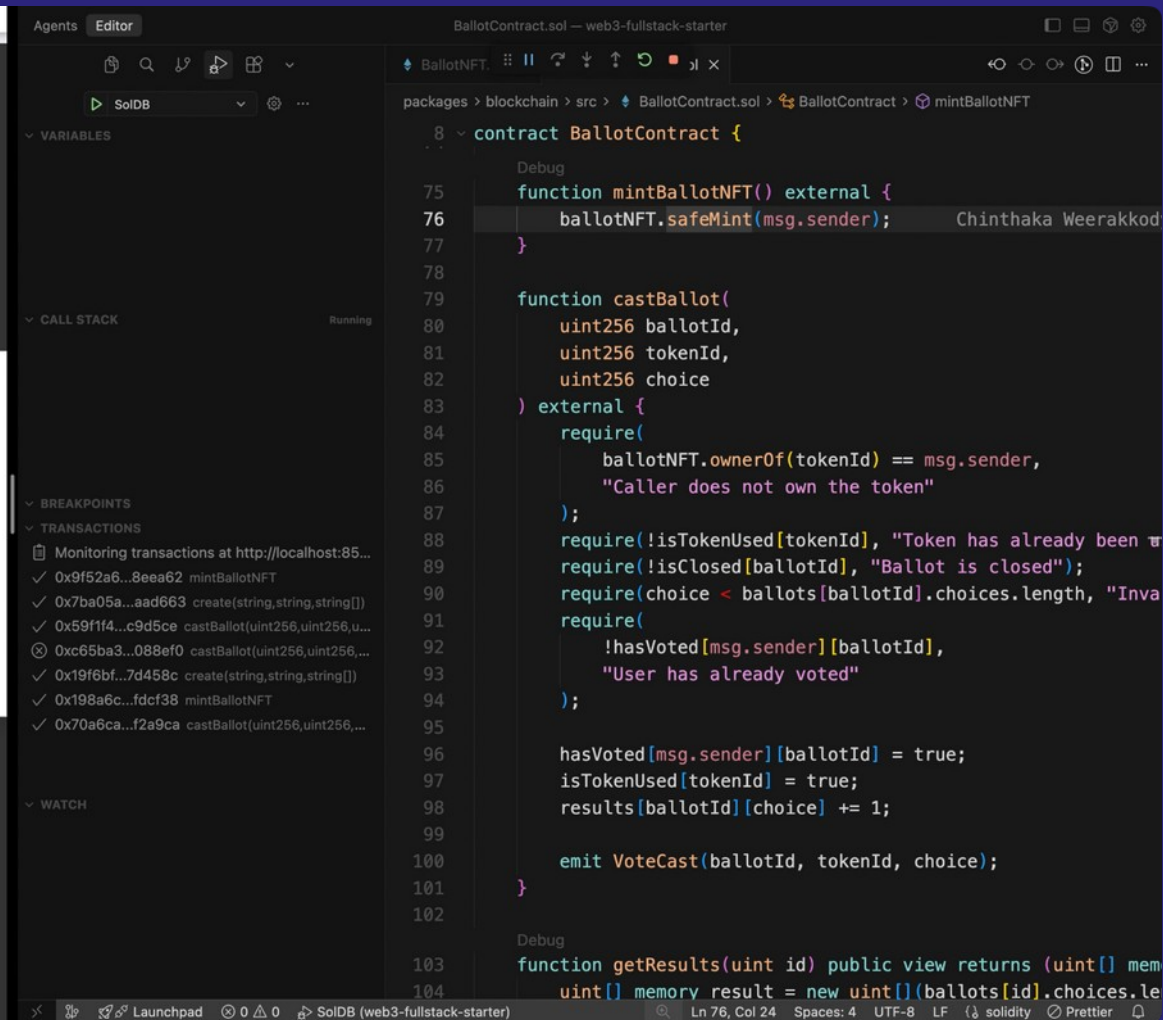 Agents Editor
BallotContract.sol — web3-fullstack-starter
SolDB
VARIABLES
CALL STACK Running
BREAKPOINTS
TRANSACTIONS
Monitoring transactions at http://localhost:85...
0x9f52a6...8eea62 mintBallotNFT
0x7ba05a...aad663 create(string,string,string[])
0x59f1f4...c9d5ce castBallot(uint256,uint256,u...
0xc65ba3...088ef0 castBallot(uint256,uint256,...
0x19f6bf...7d458c create(string,string,string[])
0x198a6c...fdcf38 mintBallotNFT
0x70a6ca...f2a9ca castBallot(uint256,uint256,...
WATCH
BallotNFT.
packages > blockchain > src > BallotContract.sol > BallotContract > mintBallotNFT
8 contract BallotContract {
Debug
75 function mintBallotNFT() external {
76 ballotNFT.safeMint(msg.sender); Chinthaka Weerakkod
77 }
78
79 function castBallot(
80 uint256 ballotId,
81 uint256 tokenId,
82 uint256 choice
83 ) external {
84 require(
85 ballotNFT.ownerOf(tokenId) == msg.sender,
86 "Caller does not own the token"
87 );
88 require(!isTokenUsed[tokenId], "Token has already been
89 require(!isClosed[ballotId], "Ballot is closed");
90 require(choice < ballots[ballotId].choices.length, "Inva
91 require(
92 !hasVoted[msg.sender][ballotId],
93 "User has already voted"
94 );
95
96 hasVoted[msg.sender][ballotId] = true;
97 isTokenUsed[tokenId] = true;
98 results[ballotId][choice] += 1;
99
100 emit VoteCast(ballotId, tokenId, choice);
101 }
102
Debug
103 function getResults(uint id) public view returns (uint[] mem
104 uint[] memory result = new uint[](ballots[id].choices.le
Launchpad 0 0 SolDB (web3-fullstack-starter) Ln 76, Col 24 Spaces: 4 UTF-8 LF solidity Prettier